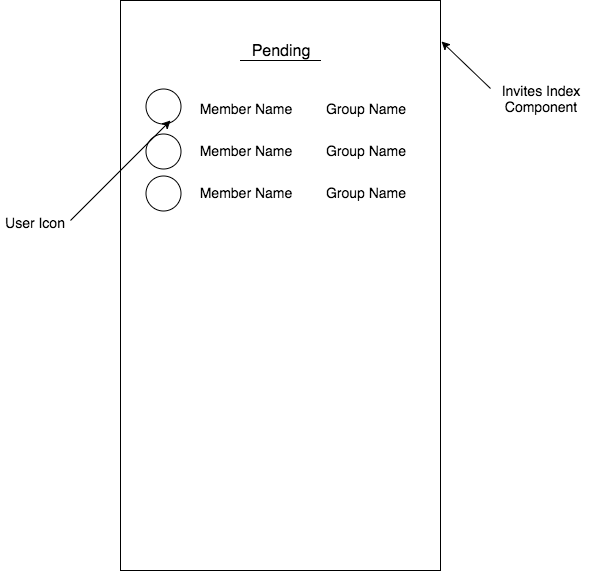 Pending
Member Name Group Name
Member Name Group Name
Member Name Group Name
User Icon
Invites Index
Component